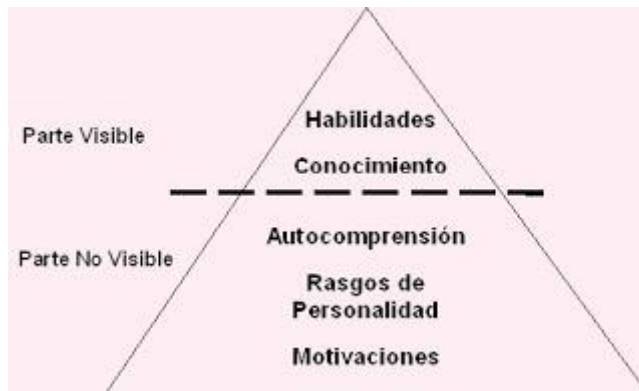 Habilidades
Parte Visible
Conocimiento
Autocomprensión
Parte No Visible
Rasgos de
Personalidad
Motivaciones